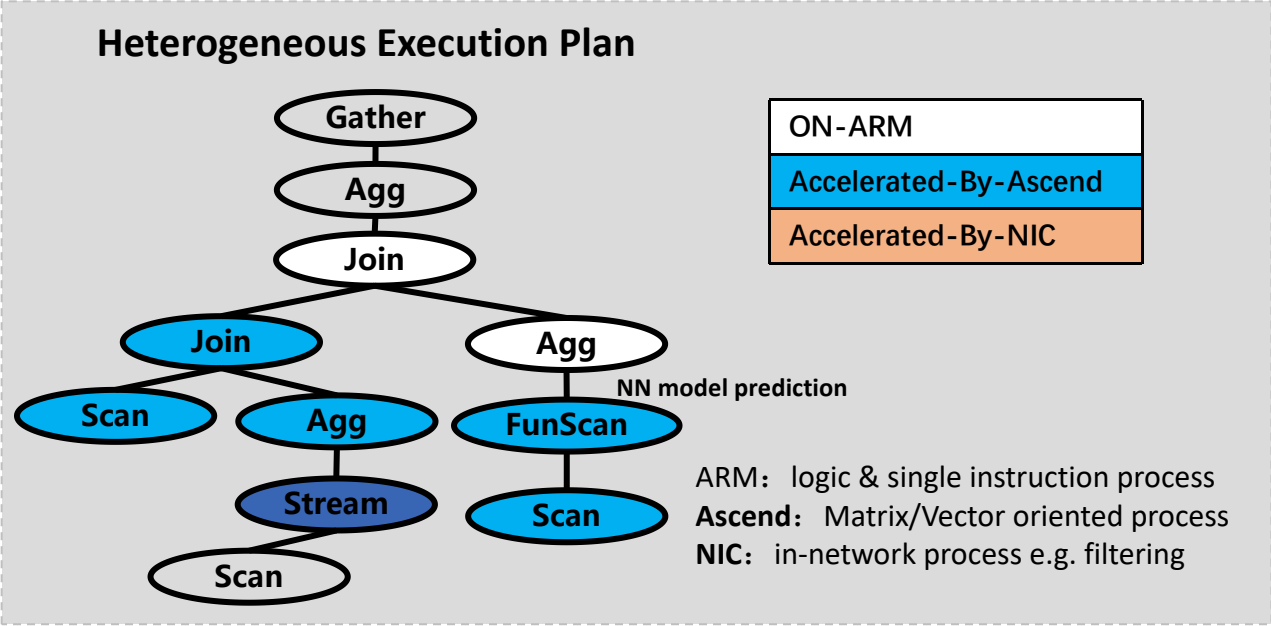 Heterogeneous Execution Plan
Gather
Agg
Join
Join
Agg
Scan
Agg
NN model prediction
FunScan
Stream
Scan
Scan
ON-ARM
Accelerated-By-Ascend
Accelerated-By-NIC
ARM：logic & single instruction process
Ascend：Matrix/Vector oriented process
NIC：in-network process e.g. filtering